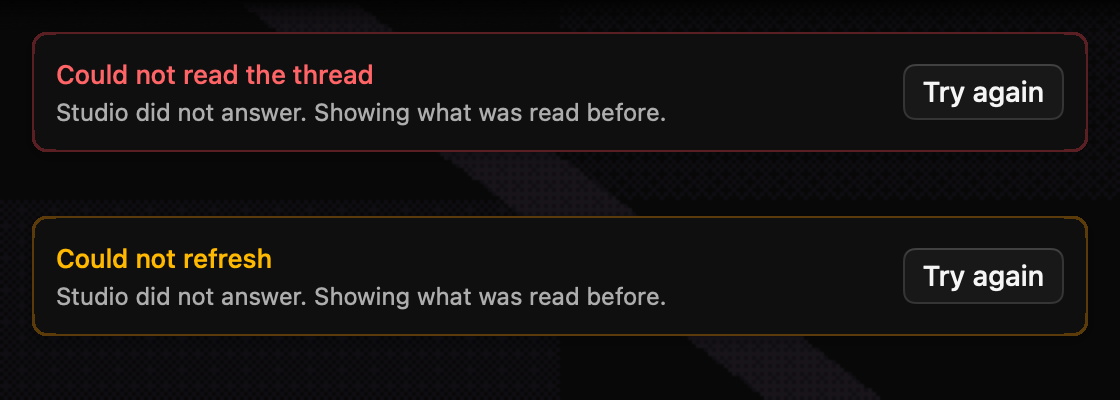 Could not read the thread
Studio did not answer. Showing what was read before.
Try again
Could not refresh
Studio did not answer. Showing what was read before.
Try again